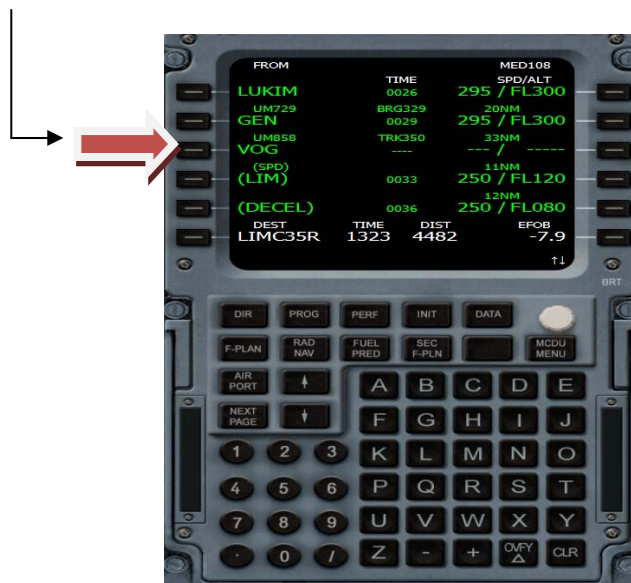 FROM MED108
TIME SPD/ALT
LUKIM 0026 295 / FL300
UM729 BRG329 20NM
GEN 0029 295 / FL300
UM858 TRK350 33NM
VOG ---- --- / -----
(SPD) 11NM
(LIM) 0033 250 / FL120
12NM
(DECEL) 0036 250 / FL080
DEST TIME DIST EFOB
LIMC35R 1323 4482 -7.9
↑↓
BRT
DIR PROG PERF INIT DATA
F-PLAN RAD NAV FUEL PRED SEC F-PLN MCDU MENU
AIR PORT
NEXT PAGE
A B C D E
F G H I J
1 2 3 K L M N O
4 5 6 P Q R S T
7 8 9 U V W X Y
. 0 / Z - + OVFY Δ CLR